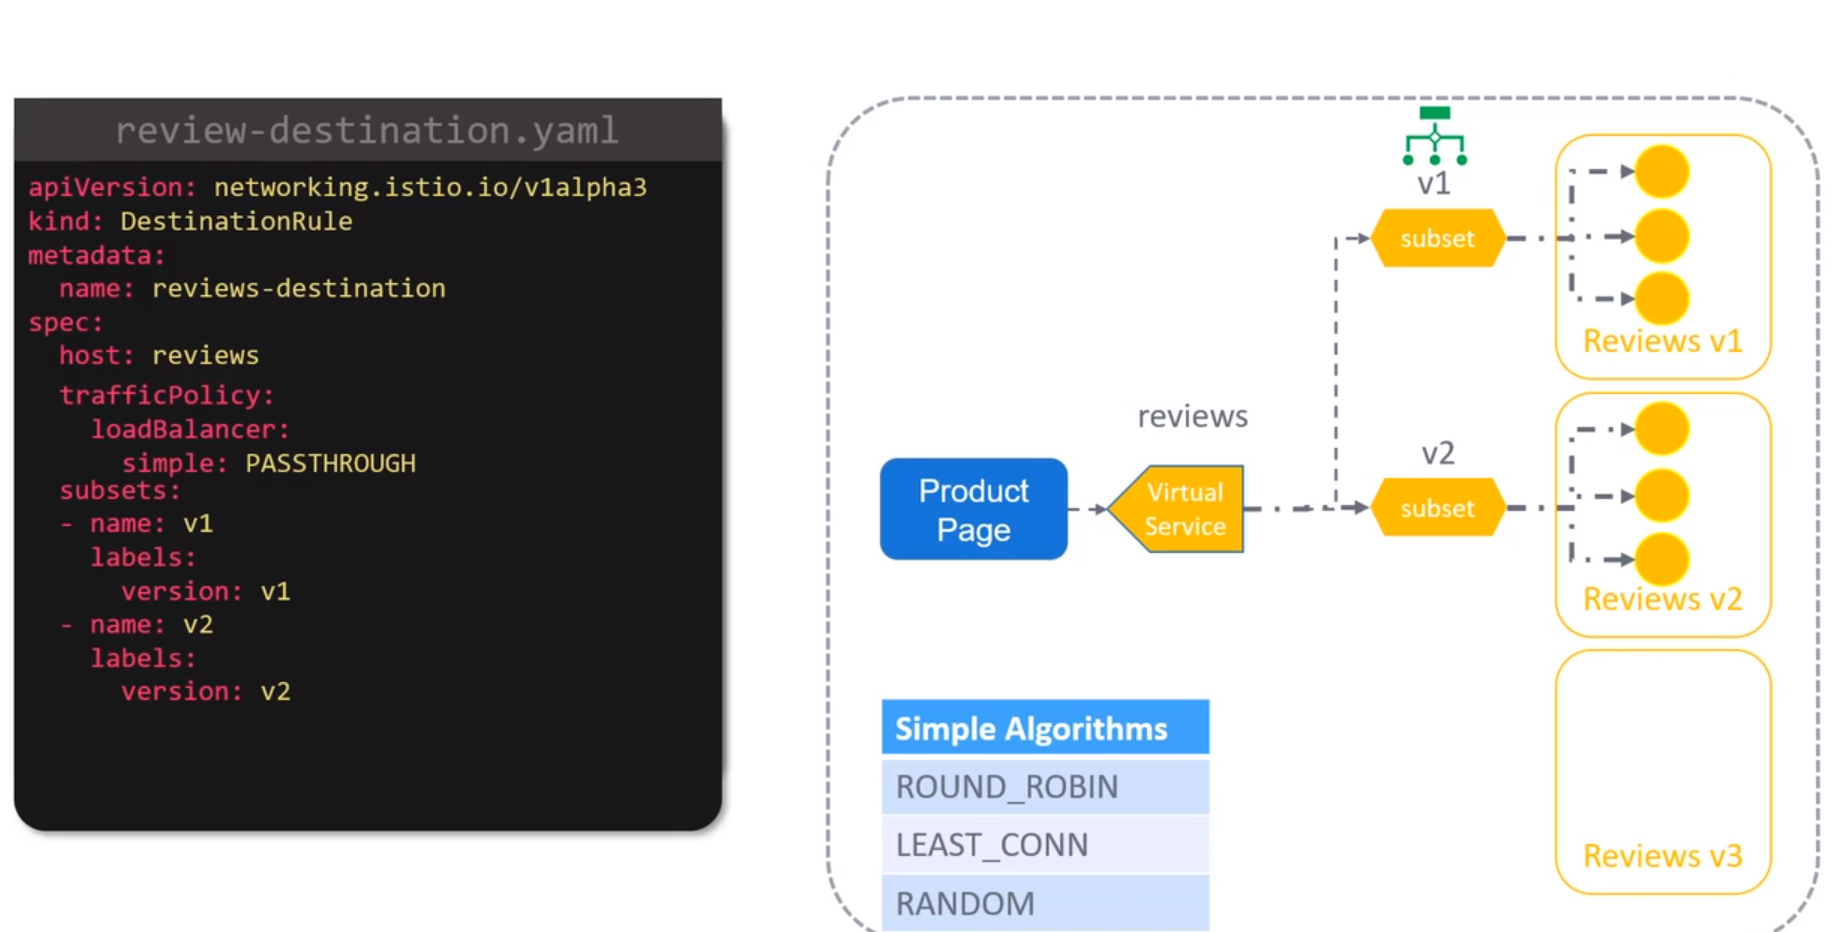 review-destination.yaml
apiVersion: networking.istio.io/v1alpha3
kind: DestinationRule
metadata:
  name: reviews-destination
spec:
  host: reviews
  trafficPolicy:
    loadBalancer:
      simple: PASSTHROUGH
  subsets:
  - name: v1
    labels:
      version: v1
  - name: v2
    labels:
      version: v2
v1
subset
Reviews v1
reviews
Product
Page
Virtual
Service
v2
subset
Reviews v2
Simple Algorithms
ROUND_ROBIN
LEAST_CONN
RANDOM
Reviews v3